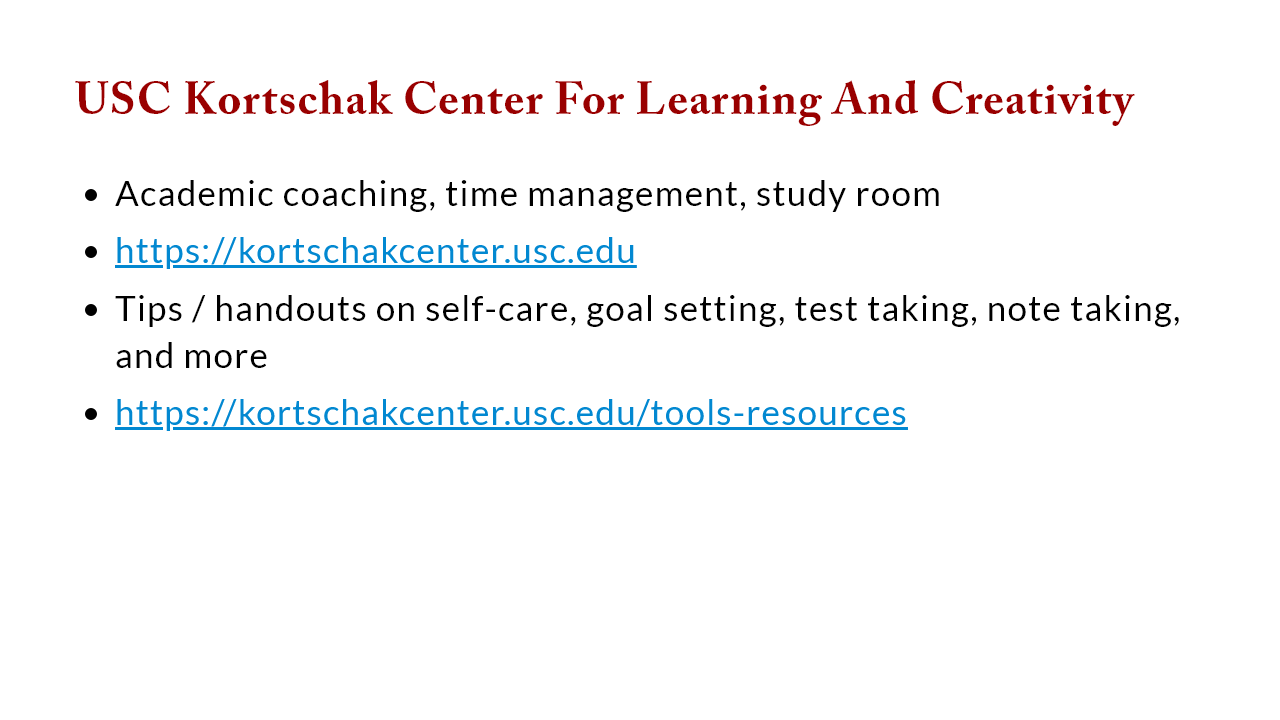 USC Kortschak Center For Learning And Creativity
• Academic coaching, time management, study room
• https://kortschakcenter.usc.edu
• Tips / handouts on self-care, goal setting, test taking, note taking,
and more
• https://kortschakcenter.usc.edu/tools-resources